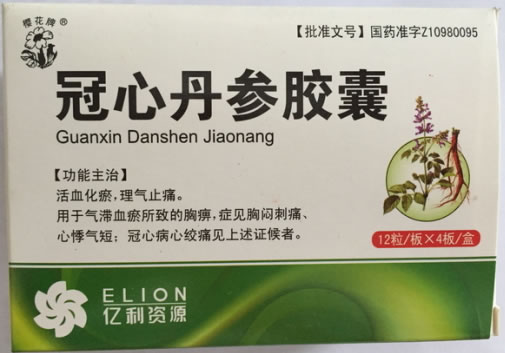 樱花牌®
【批准文号】国药准字Z10980095
冠心丹参胶囊
Guanxin Danshen Jiaonang
【功能主治】
活血化瘀，理气止痛。
用于气滞血瘀所致的胸痹，症见胸闷刺痛、
心悸气短；冠心病心绞痛见上述证候者。
12粒/板×4板/盒
ELION
亿利资源